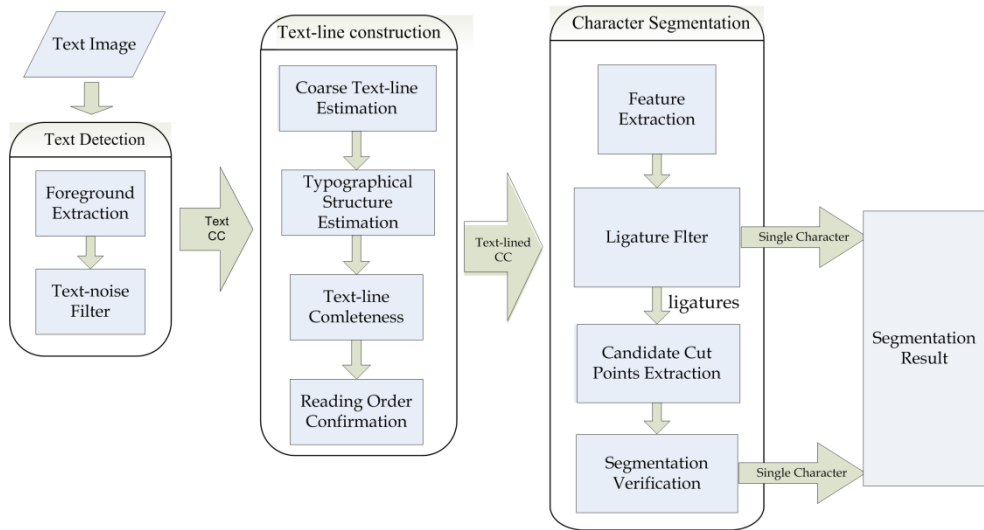 Text Image
Text Detection
Foreground
Extraction
Text-noise
Filter
Text
CC
Text-line construction
Coarse Text-line
Estimation
Typographical
Structure
Estimation
Text-line
Comleteness
Reading Order
Confirmation
Text-lined
CC
Character Segmentation
Feature
Extraction
Ligature Flter
ligatures
Candidate Cut
Points Extraction
Segmentation
Verification
Single Character
Single Character
Segmentation
Result